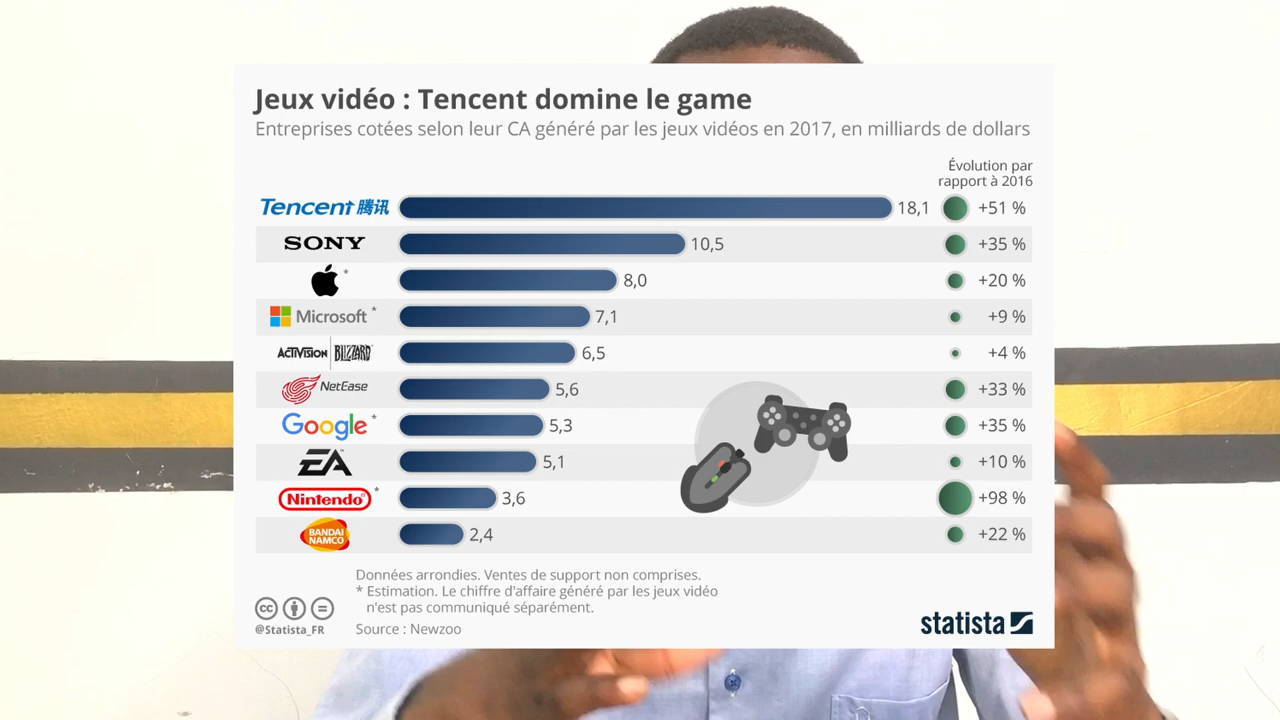 Jeux vidéo : Tencent domine le game
Entreprises cotées selon leur CA généré par les jeux vidéos en 2017, en milliards de dollars
Évolution par
rapport à 2016
Tencent 腾讯 18,1 +51 %
SONY 10,5 +35 %
* 8,0 +20 %
Microsoft * 7,1 +9 %
ACTIVISION BLIZZARD 6,5 +4 %
NetEase 5,6 +33 %
Google * 5,3 +35 %
EA 5,1 +10 %
Nintendo * 3,6 +98 %
BANDAI NAMCO 2,4 +22 %
Données arrondies. Ventes de support non comprises.
* Estimation. Le chiffre d'affaire généré par les jeux vidéo
n'est pas communiqué séparément.
@Statista_FR
Source : Newzoo
cc
statista